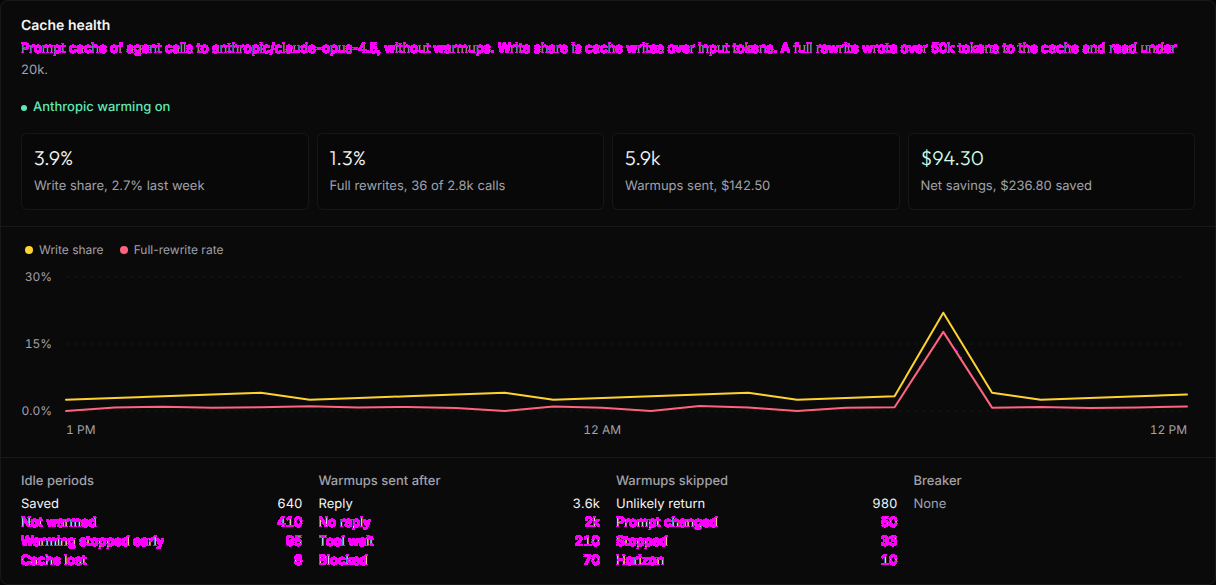 Cache health
Prompt cache of agent calls to anthropic/claude-opus-4.5, without warmups. Write share is cache writes over input tokens. A full rewrite wrote over 50k tokens to the cache and read under
20k.
Anthropic warming on
3.9%
Write share, 2.7% last week
1.3%
Full rewrites, 36 of 2.8k calls
5.9k
Warmups sent, $142.50
$94.30
Net savings, $236.80 saved
Write share
Full-rewrite rate
30%
15%
0.0%
1 PM
12 AM
12 PM
Idle periods
Saved 640
Not warmed 410
Warming stopped early
Cache lost
Warmups sent after
Reply 3.6k
No reply 2k
Tool wait 210
Blocked 70
Warmups skipped
Unlikely return 980
Prompt changed
Stopped
Horizon 10
Breaker
None